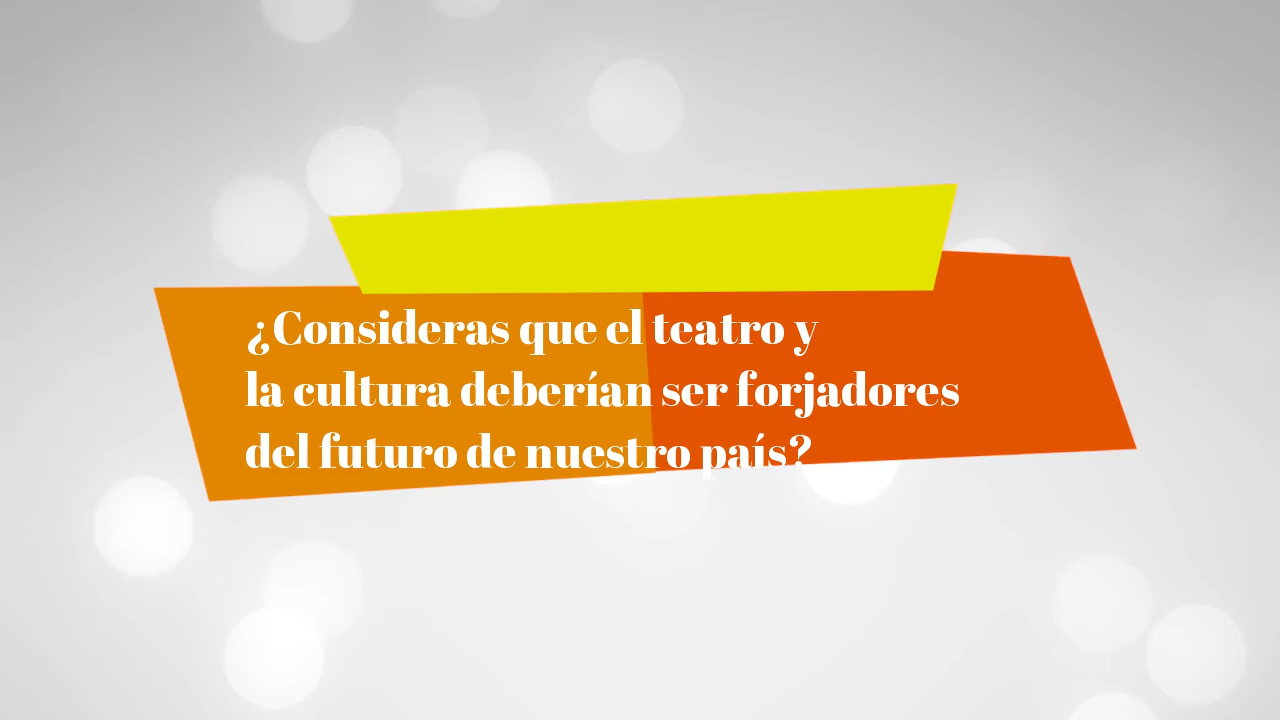 ¿Consideras que el teatro y
la cultura deberían ser forjadores
del futuro de nuestro país?